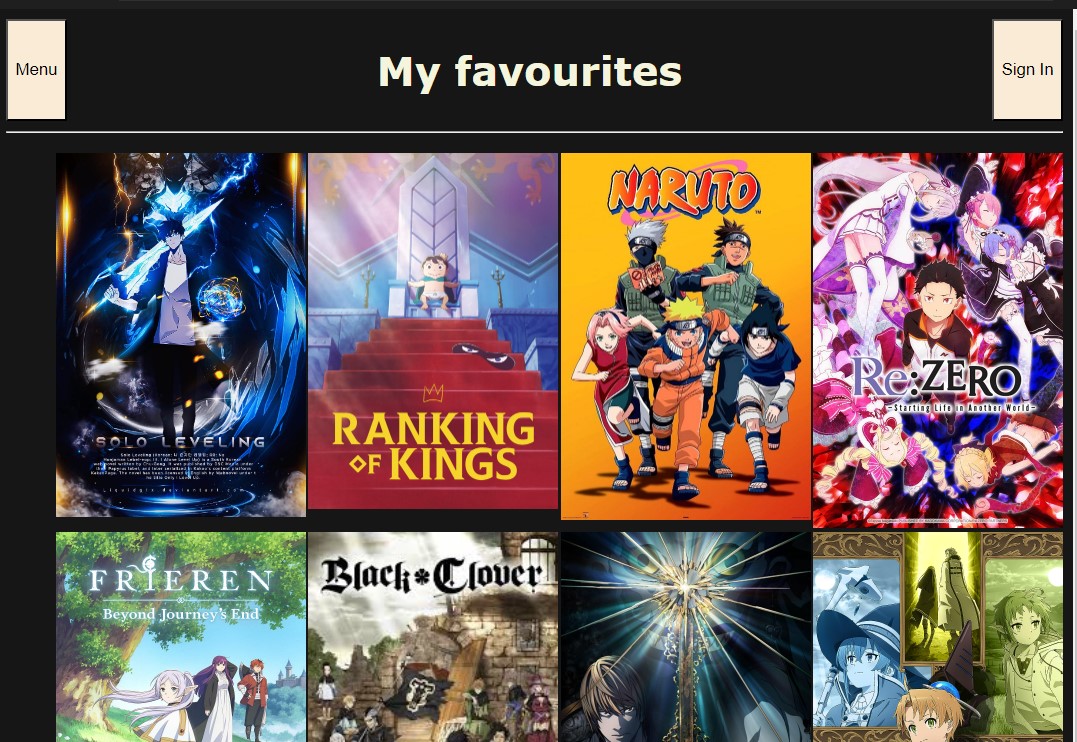 Menu
My favourites
Sign In
SOLO LEVELING
RANKING
OF KINGS
NARUTO
Re:ZERO
~Starting Life in Another World~
FRIEREN
Beyond Journey's End
Black Clover